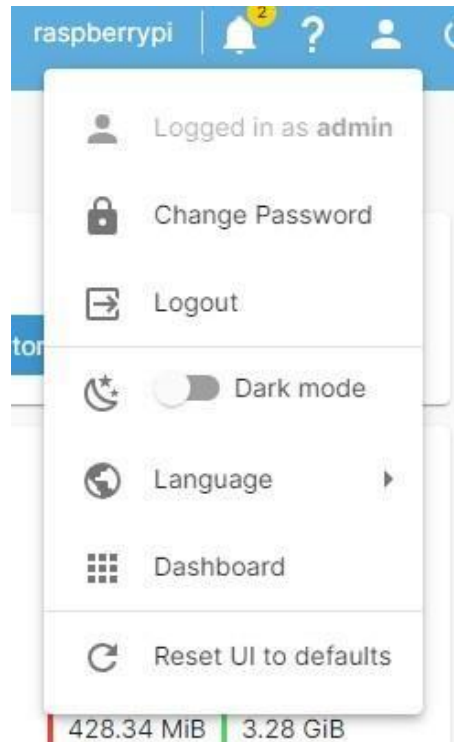 raspberrypi 2 ?
Logged in as admin
Change Password
Logout
tor
Dark mode
Language
Dashboard
Reset UI to defaults
428.34 MiB 3.28 GiB